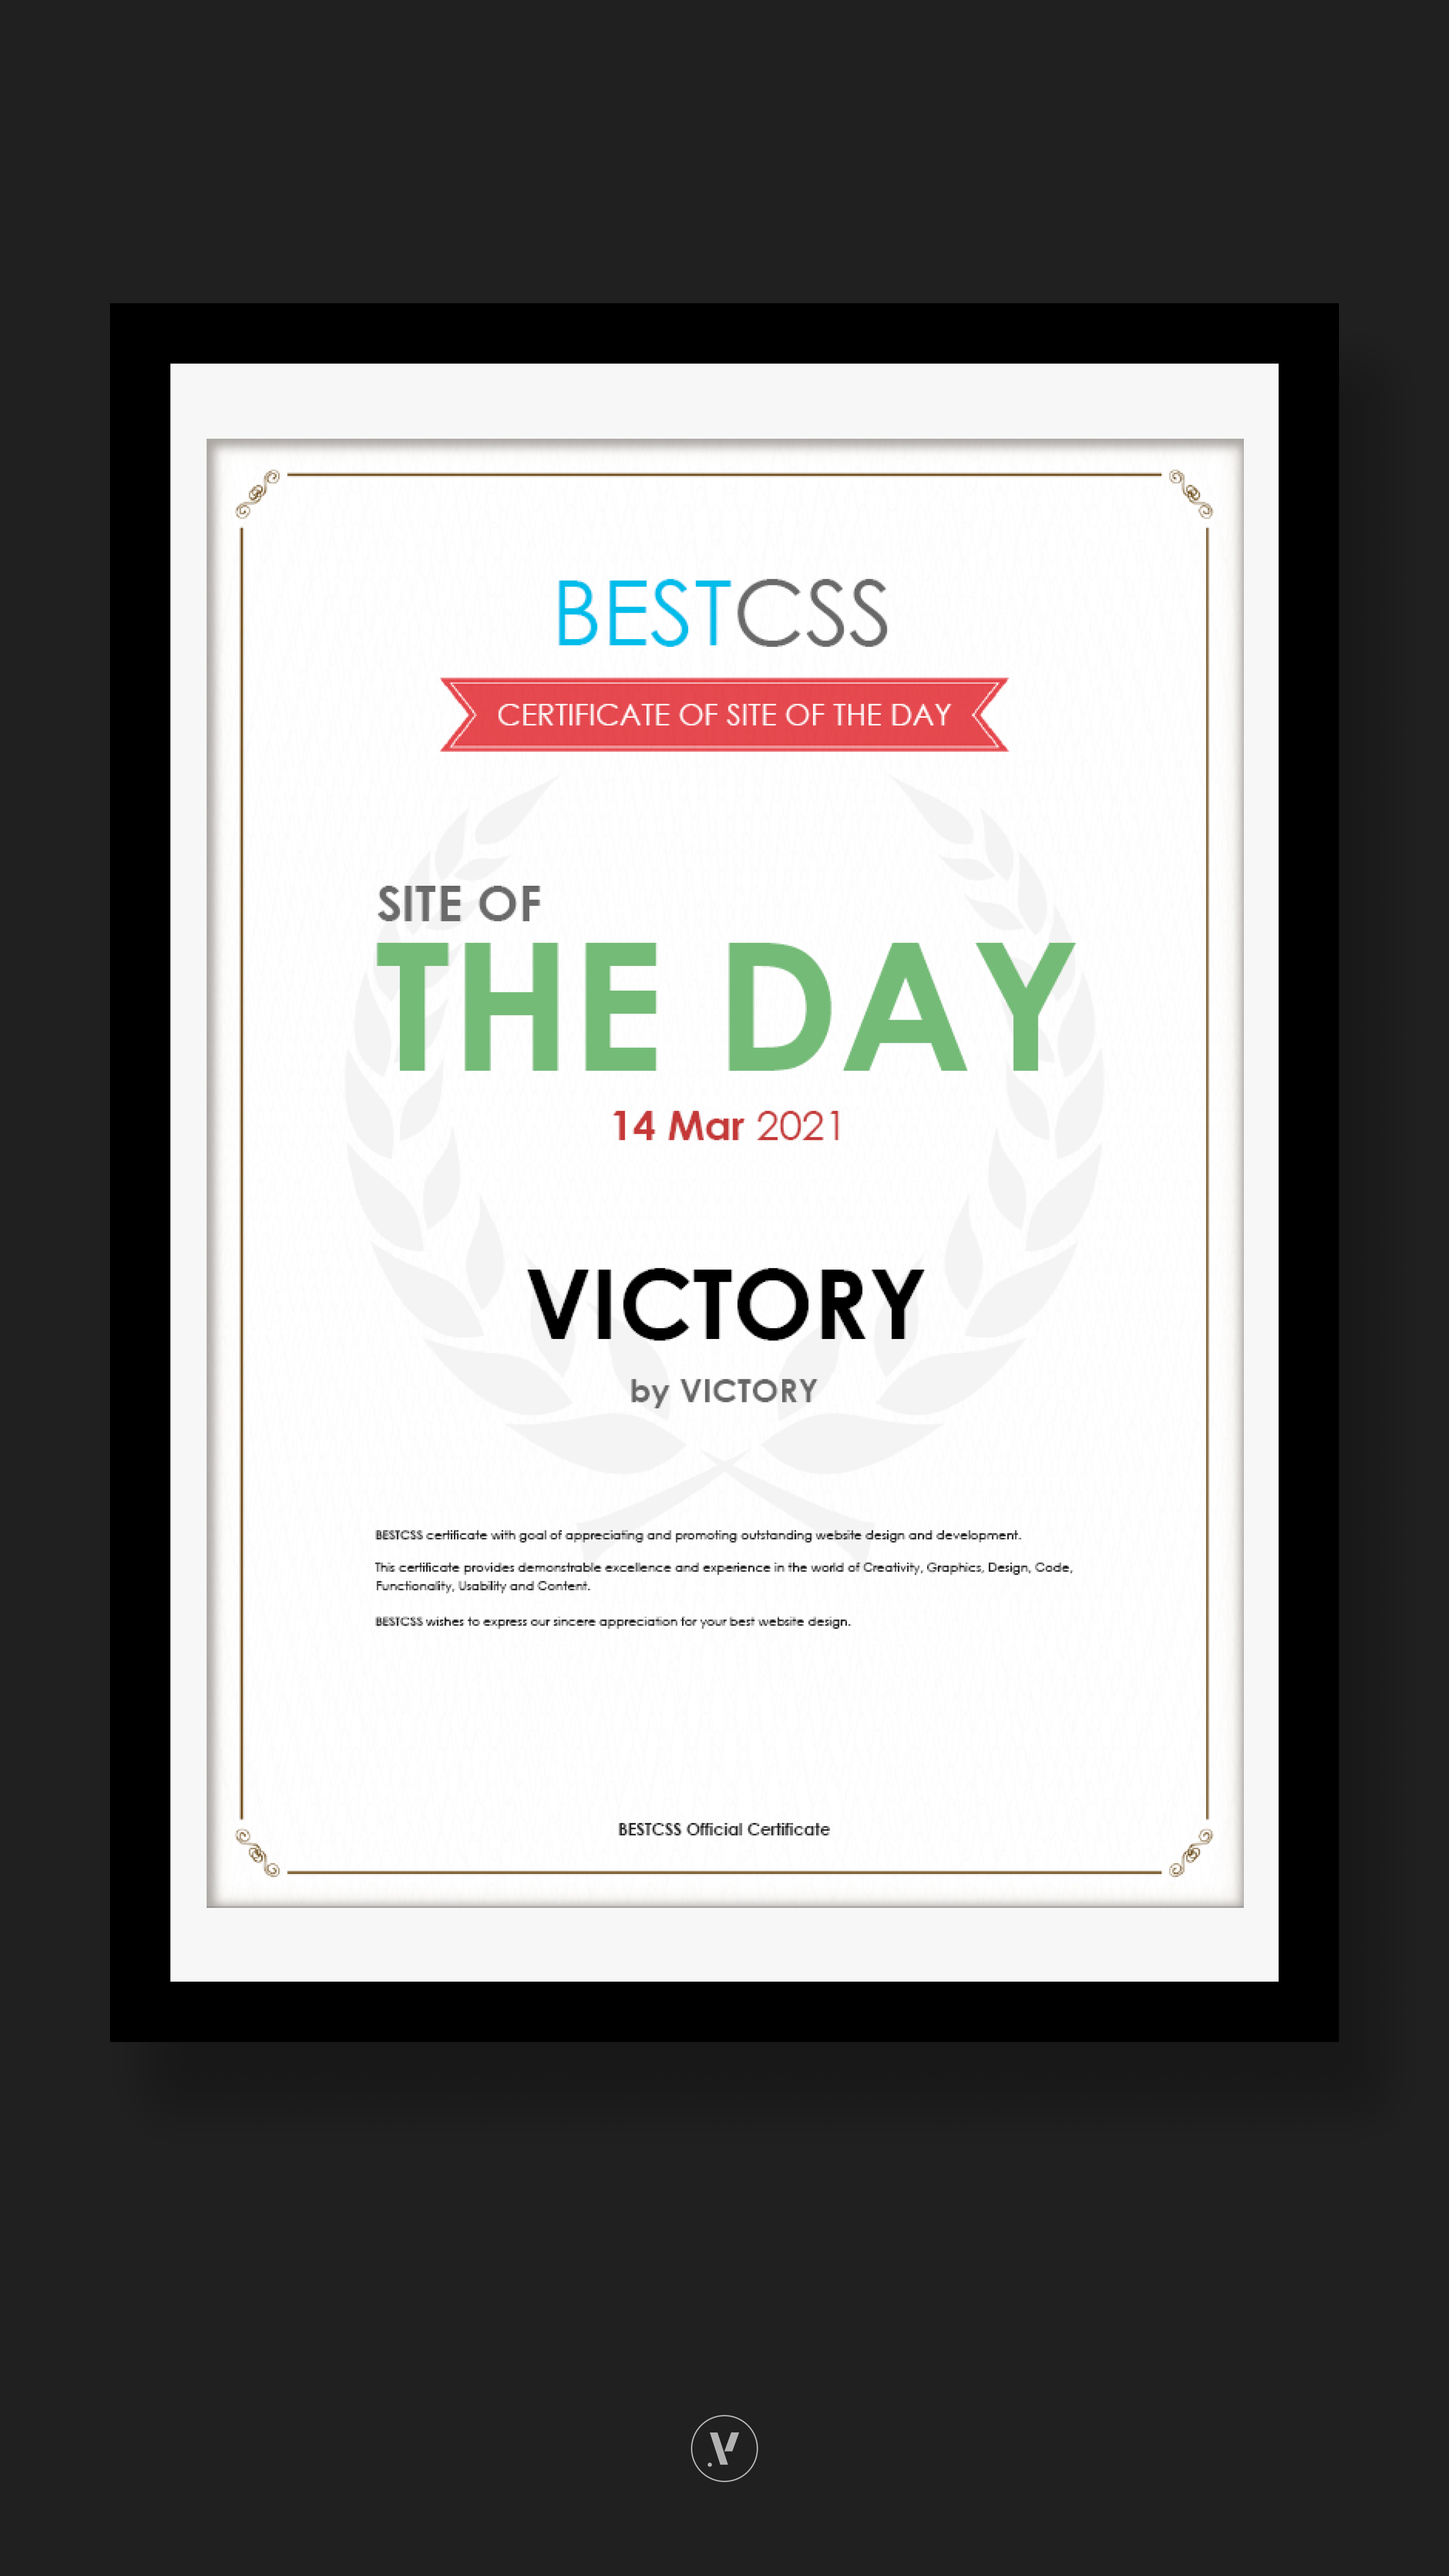 BESTCSS
CERTIFICATE OF SITE OF THE DAY
SITE OF
THE DAY
14 Mar 2021
VICTORY
by VICTORY
BESTCSS certificate with goal of appreciating and promoting outstanding website design and development.
This certificate provides demonstrable excellence and experience in the world of Creativity, Graphics, Design, Code,
Functionality, Usability and Content.
BESTCSS wishes to express our sincere appreciation for your best website design.
BESTCSS Official Certificate
.V